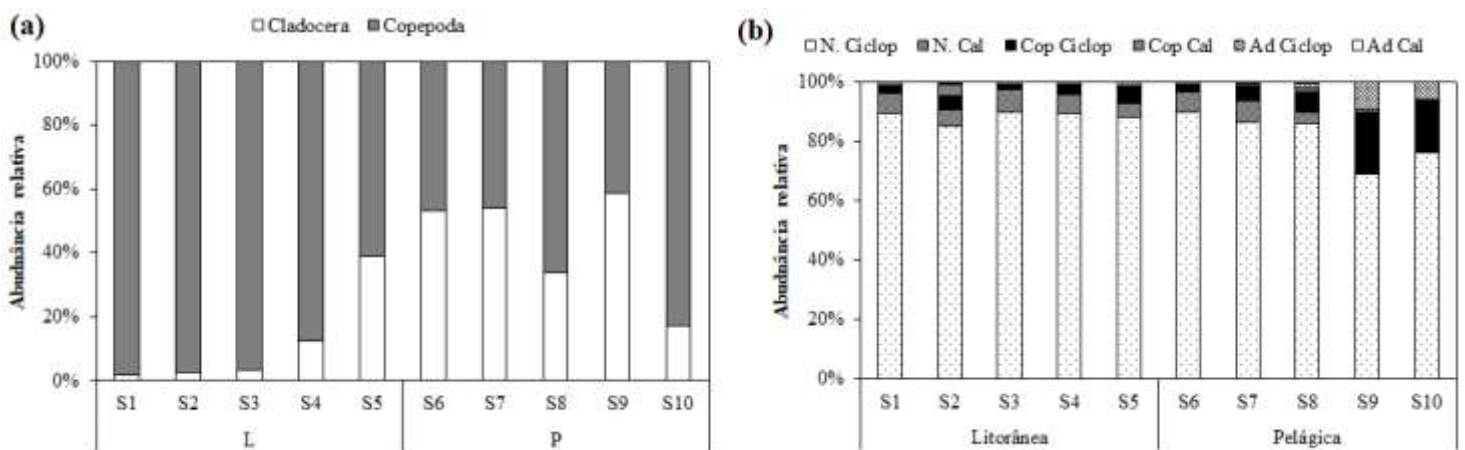 (a)
Cladocera Copepoda
Abudnância relativa
100%
80%
60%
40%
20%
0%
S1 S2 S3 S4 S5 S6 S7 S8 S9 S10
L P
(b)
N. Ciclop N. Cal Cop Ciclop Cop Cal Ad Ciclop Ad Cal
Abudnância relativa
100%
80%
60%
40%
20%
0%
S1 S2 S3 S4 S5 S6 S7 S8 S9 S10
Litorânea Pelágica